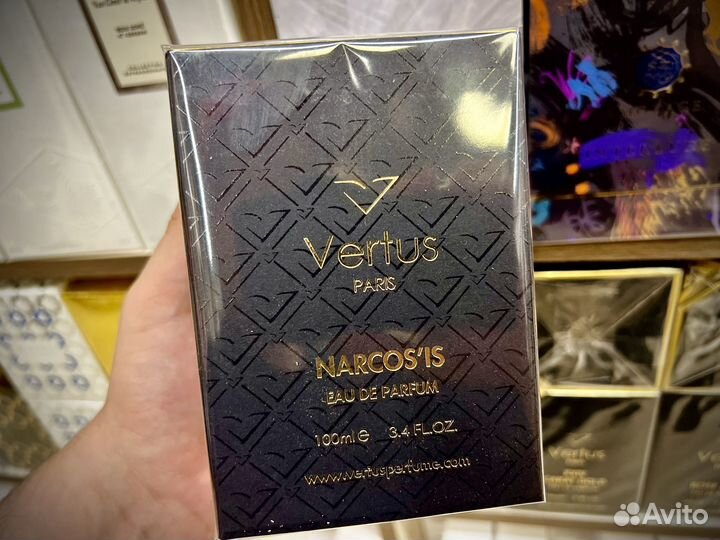 Vertus
PARIS
NARCOS'IS
EAU DE PARFUM
100ml e 3.4 FL.OZ.
www.vertusperfume.com
Vertus
Avito